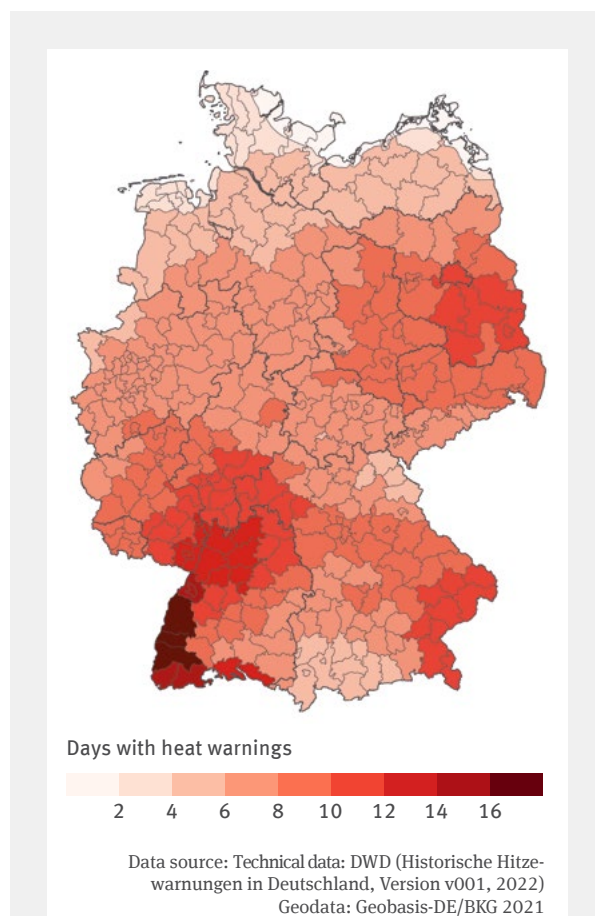 Days with heat warnings
2 4 6 8 10 12 14 16
Data source: Technical data: DWD (Historische Hitze-
warnungen in Deutschland, Version v001, 2022)
Geodata: Geobasis-DE/BKG 2021